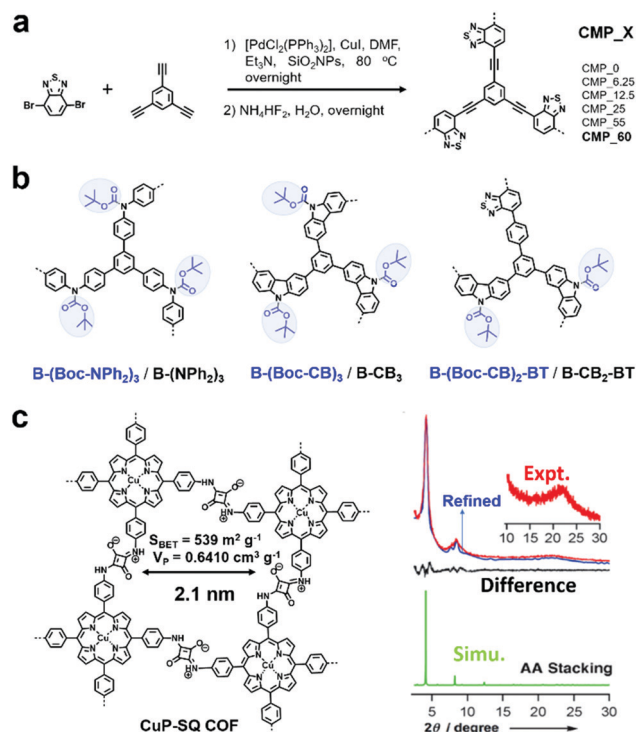 a
1) [PdCl2(PPh3)2], CuI, DMF,
Et3N, SiO2NPs, 80 ºC
overnight
2) NH4HF2, H2O, overnight
Br
Br
N
S
N
+
CMP_X
CMP_0
CMP_6.25
CMP_12.5
CMP_25
CMP_55
CMP_60
b
B-(Boc-NPh2)3 / B-(NPh2)3
B-(Boc-CB)3 / B-CB3
B-(Boc-CB)2-BT / B-CB2-BT
c
SBET = 539 m² g⁻¹
VP = 0.6410 cm³ g⁻¹
2.1 nm
CuP-SQ COF
Expt.
10 15 20 25 30
Refined
Difference
Simu.
AA Stacking
5 10 15 20 25 30
2θ / degree